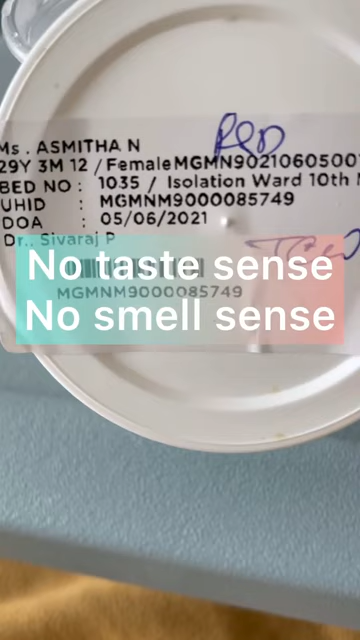 Ms . ASMITHA N
29Y 3M 12 / Female MGMN90210605007
BED NO : 1035 / Isolation Ward 10th
UHID : MGMNM9000085749
DOA : 05/06/2021
Dr.. Sivaraj P
No taste sense
MGMNM9000085749
No smell sense